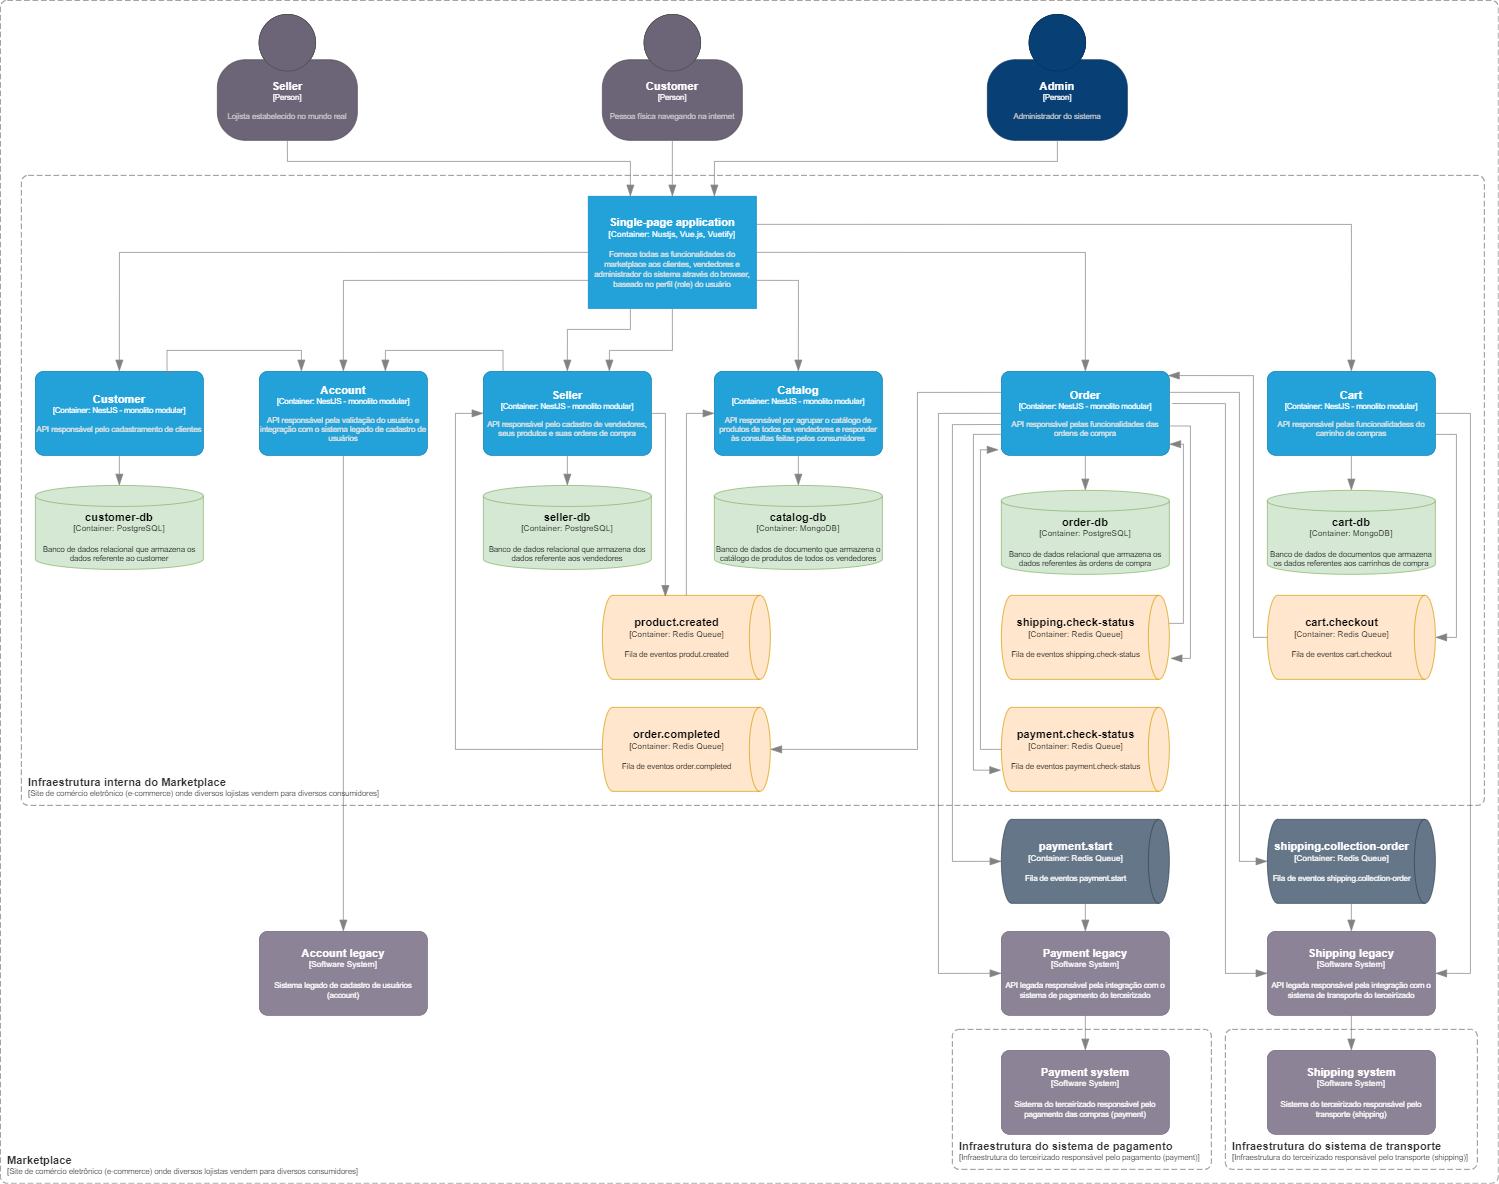 Seller
[Person]
Lojista estabelecido no mundo real
Customer
[Person]
Pessoa física navegando na internet
Admin
[Person]
Administrador do sistema
Single-page application
[Container: Nustjs, Vue.js, Vuetify]
Fornece todas as funcionalidades do
marketplace aos clientes, vendedores e
administrador do sistema através do browser,
baseado no perfil (role) do usuário
Customer
[Container: NestJS - monolito modular]
API responsável pelo cadastramento de clientes
Account
[Container: NestJS - monolito modular]
API responsável pela validação do usuário e
integração com o sistema legado de cadastro de
usuários
Seller
[Container: NestJS - monolito modular]
API responsável pelo cadastro de vendedores,
seus produtos e suas ordens de compra
Catalog
[Container: NestJS - monolito modular]
API responsável por agrupar o catálogo de
produtos de todos os vendedores e responder
às consultas feitas pelos consumidores
Order
[Container: NestJS - monolito modular]
API responsável pelas funcionalidades das
ordens de compra
Cart
[Container: NestJS - monolito modular]
API responsável pelas funcionalidadess do
carrinho de compras
customer-db
[Container: PostgreSQL]
Banco de dados relacional que armazena os
dados referente ao customer
seller-db
[Container: PostgreSQL]
Banco de dados relacional que armazena dos
dados referente aos vendedores
catalog-db
[Container: MongoDB]
Banco de dados de documento que armazena o
catálogo de produtos de todos os vendedores
order-db
[Container: PostgreSQL]
Banco de dados relacional que armazena os
dados referentes às ordens de compra
cart-db
[Container: MongoDB]
Banco de dados de documentos que armazena
os dados referentes aos carrinhos de compra
product.created
[Container: Redis Queue]
Fila de eventos produt.created
shipping.check-status
[Container: Redis Queue]
Fila de eventos shipping.check-status
cart.checkout
[Container: Redis Queue]
Fila de eventos cart.checkout
order.completed
[Container: Redis Queue]
Fila de eventos order.completed
payment.check-status
[Container: Redis Queue]
Fila de eventos payment.check-status
Infraestrutura interna do Marketplace
[Site de comércio eletrônico (e-commerce) onde diversos lojistas vendem para diversos consumidores]
payment.start
[Container: Redis Queue]
Fila de eventos payment.start
shipping.collection-order
[Container: Redis Queue]
Fila de eventos shipping.collection-order
Account legacy
[Software System]
Sistema legado de cadastro de usuários
(account)
Payment legacy
[Software System]
API legada responsável pela integração com o
sistema de pagamento do terceirizado
Shipping legacy
[Software System]
API legada responsável pela integração com o
sistema de transporte do terceirizado
Payment system
[Software System]
Sistema do terceirizado responsável pelo
pagamento das compras (payment)
Shipping system
[Software System]
Sistema do terceirizado responsável pelo
transporte (shipping)
Infraestrutura do sistema de pagamento
[Infraestrutura do terceirizado responsável pelo pagamento (payment)]
Infraestrutura do sistema de transporte
[Infraestrutura do terceirizado responsável pelo transporte (shipping)]
Marketplace
[Site de comércio eletrônico (e-commerce) onde diversos lojistas vendem para diversos consumidores]